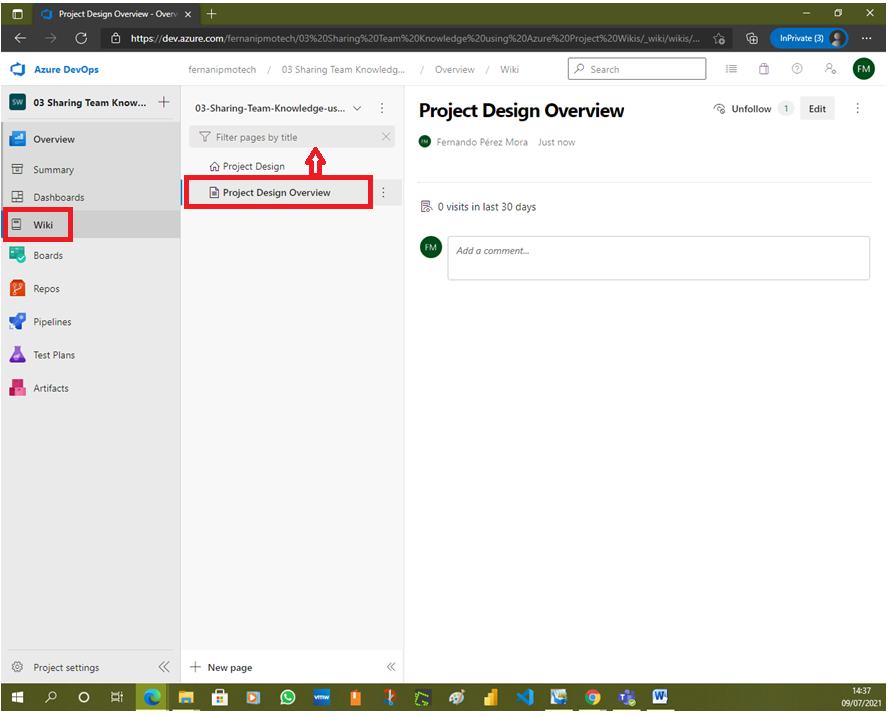 Project Design Overview - Overv
https://dev.azure.com/fernanipmotech/03%20Sharing%20Team%20Knowledge%20using%20Azure%20Project%20Wikis/_wiki/wikis/...
InPrivate (3)
Azure DevOps
fernanipmotech / 03 Sharing Team Knowledg... / Overview / Wiki
Search
FM
SW
03 Sharing Team Know...
Overview
Summary
Dashboards
Wiki
Boards
Repos
Pipelines
Test Plans
Artifacts
Project settings
03-Sharing-Team-Knowledge-us...
Filter pages by title
Project Design
Project Design Overview
New page
Project Design Overview
Unfollow 1
Edit
FM Fernando Pérez Mora Just now
0 visits in last 30 days
FM
Add a comment...
vmw
14:37
09/07/2021